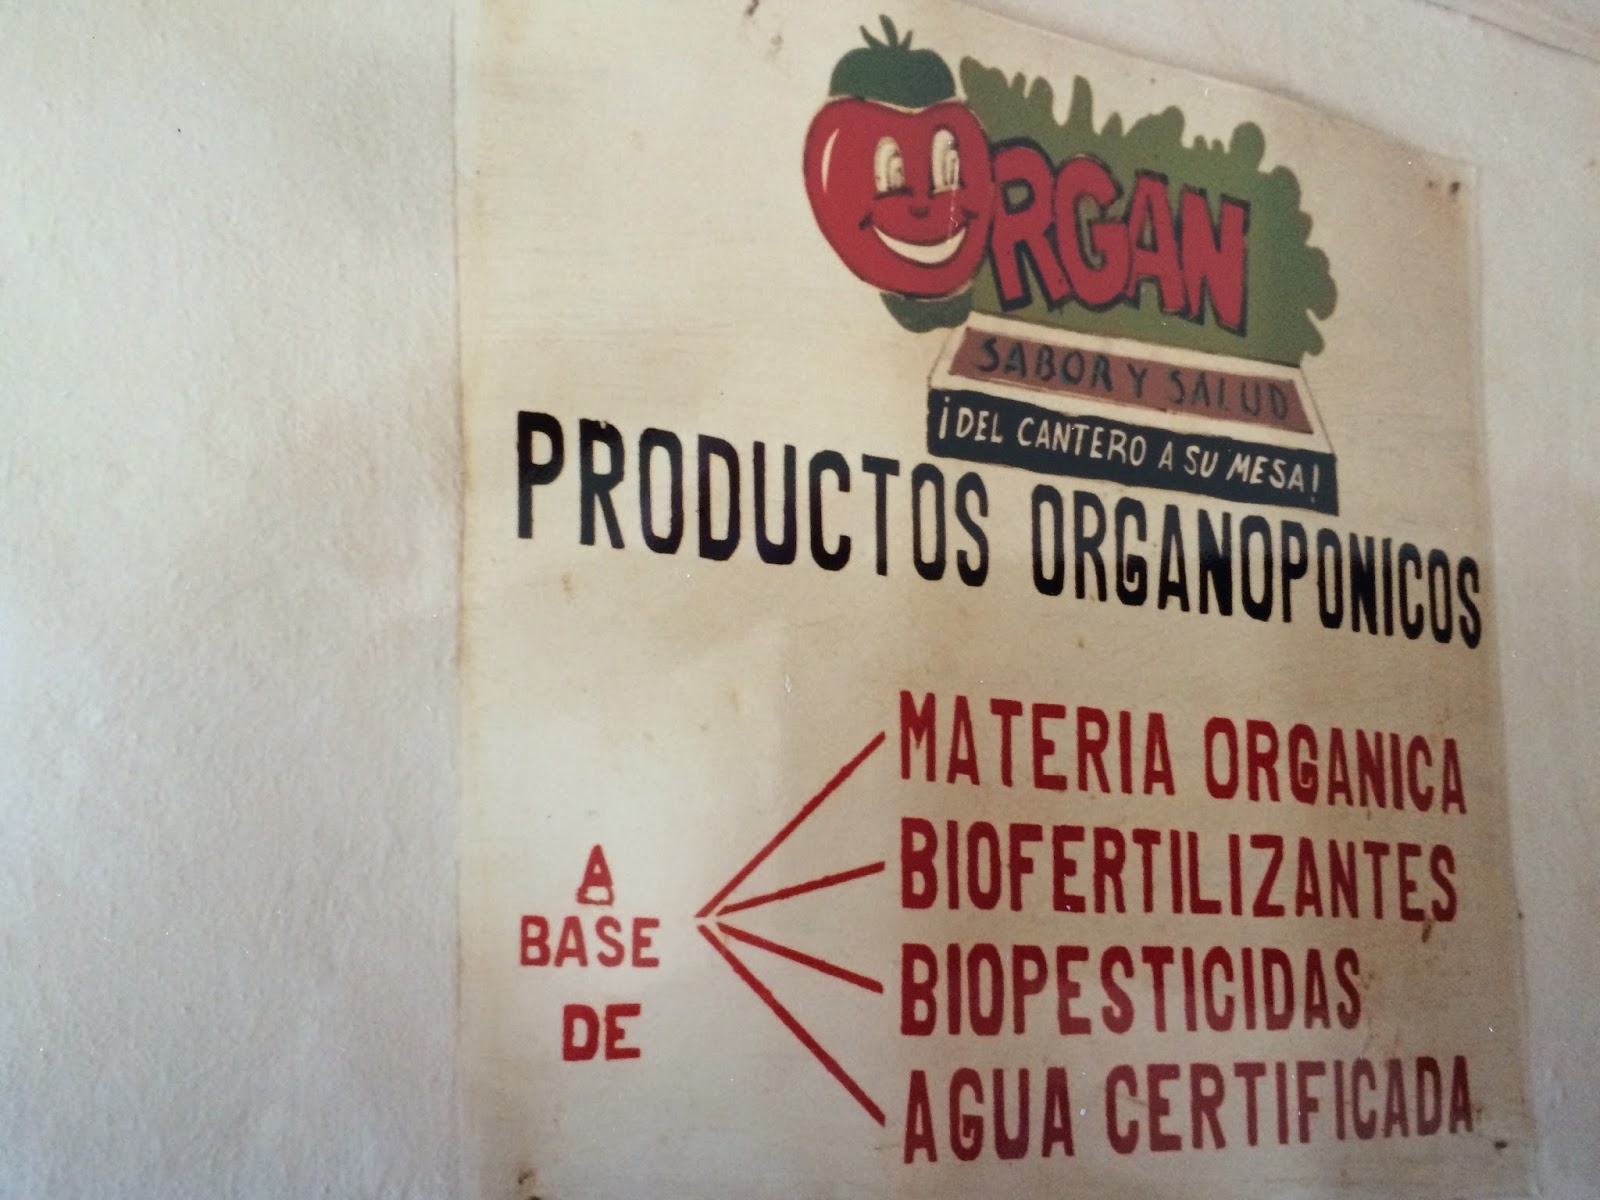 ORGAN
SABOR Y SALUD
¡DEL CANTERO A SU MESA!
PRODUCTOS ORGANOPONICOS
A
BASE
DE
MATERIA ORGANICA
BIOFERTILIZANTES
BIOPESTICIDAS
AGUA CERTIFICADA